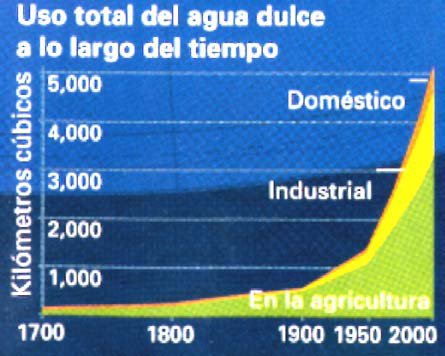 Uso total del agua dulce
a lo largo del tiempo
Kilómetros cúbicos
5,000
4,000
3,000
2,000
1,000
Doméstico
Industrial
En la agricultura
1700 1800 1900 1950 2000